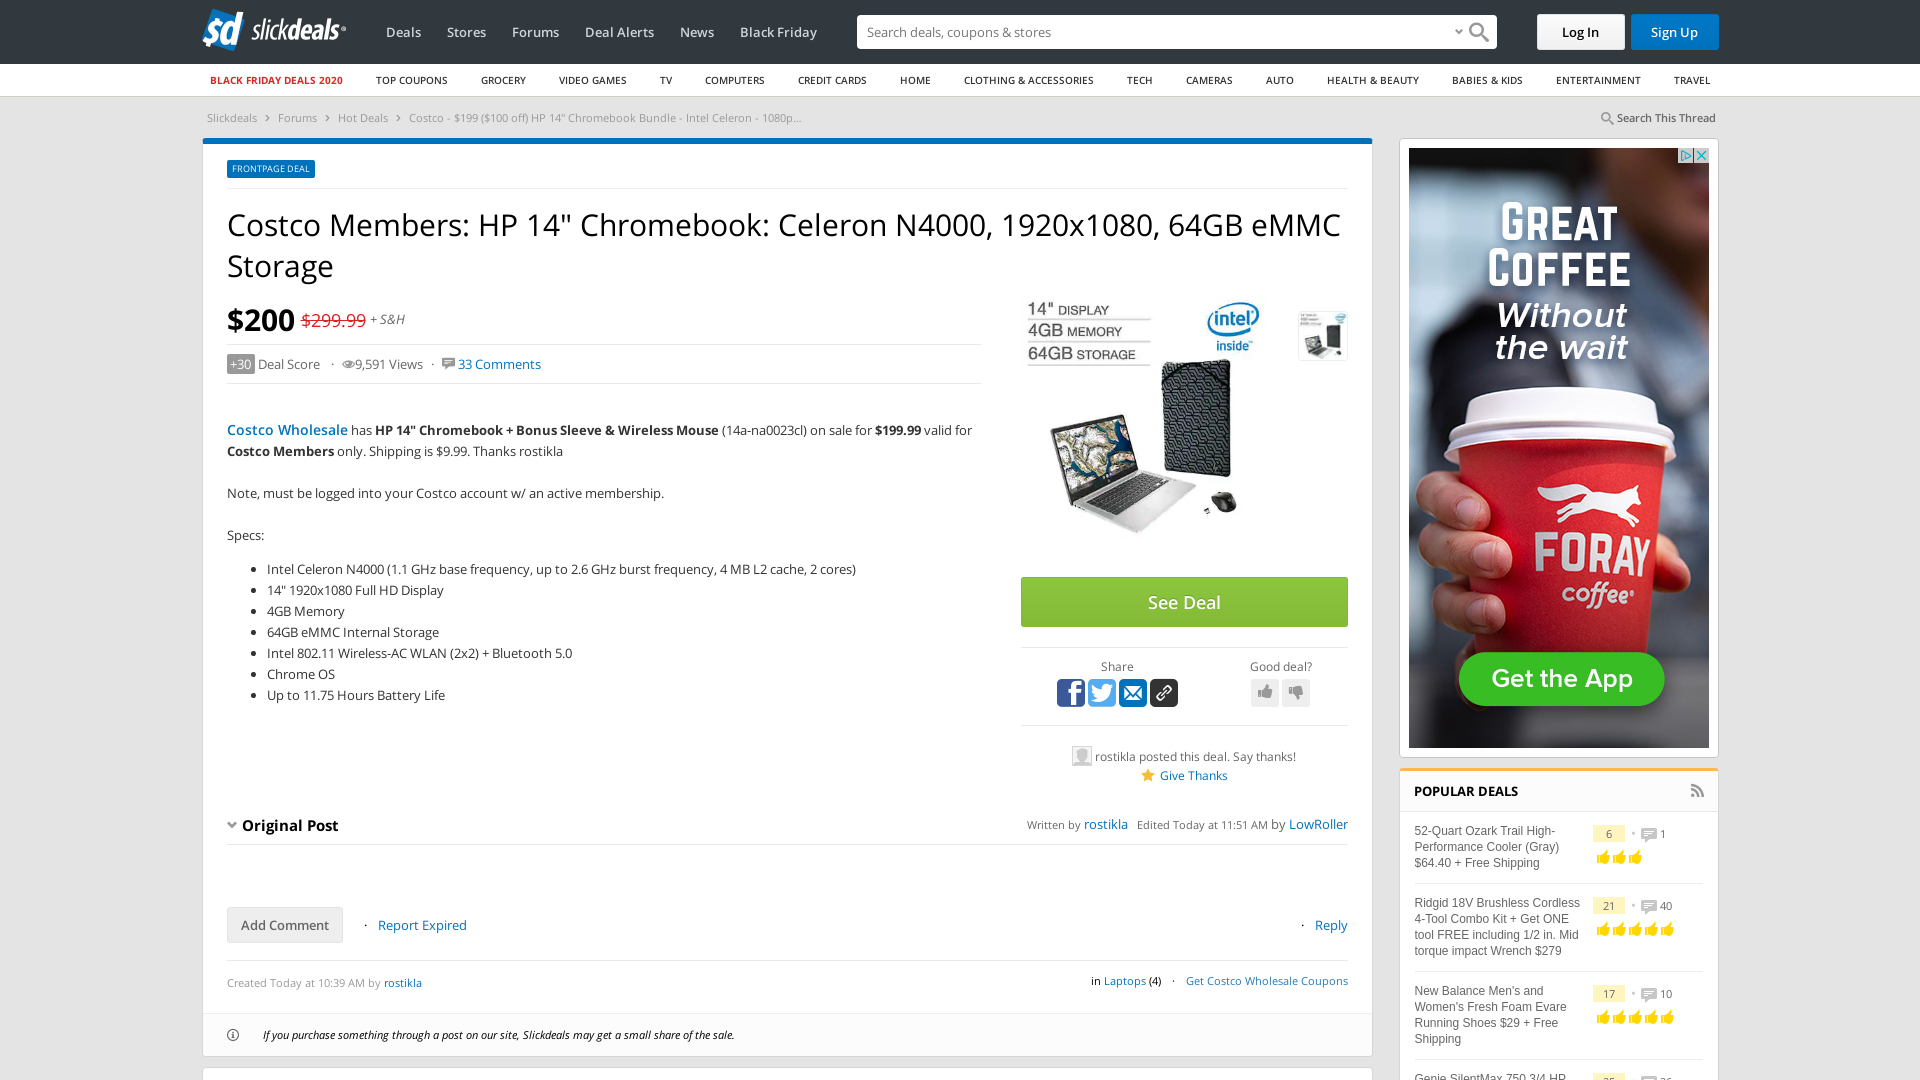 slickdeals
Deals
Stores
Forums
Deal Alerts
News
Black Friday
Search deals, coupons & stores
Log In
Sign Up
BLACK FRIDAY DEALS 2020
TOP COUPONS
GROCERY
VIDEO GAMES
TV
COMPUTERS
CREDIT CARDS
HOME
CLOTHING & ACCESSORIES
TECH
CAMERAS
AUTO
HEALTH & BEAUTY
BABIES & KIDS
ENTERTAINMENT
TRAVEL
Slickdeals › Forums › Hot Deals › Costco - $199 ($100 off) HP 14" Chromebook Bundle - Intel Celeron - 1080p...
Search This Thread
FRONTPAGE DEAL
Costco Members: HP 14" Chromebook: Celeron N4000, 1920x1080, 64GB eMMC
Storage
$200 $299.99 + S&H
+30 Deal Score · 9,591 Views · 33 Comments
Costco Wholesale has HP 14" Chromebook + Bonus Sleeve & Wireless Mouse (14a-na0023cl) on sale for $199.99 valid for
Costco Members only. Shipping is $9.99. Thanks rostikla
Note, must be logged into your Costco account w/ an active membership.
Specs:
Intel Celeron N4000 (1.1 GHz base frequency, up to 2.6 GHz burst frequency, 4 MB L2 cache, 2 cores)
14" 1920x1080 Full HD Display
4GB Memory
64GB eMMC Internal Storage
Intel 802.11 Wireless-AC WLAN (2x2) + Bluetooth 5.0
Chrome OS
Up to 11.75 Hours Battery Life
14" DISPLAY
4GB MEMORY
64GB STORAGE
intel
inside™
See Deal
Share
Good deal?
rostikla posted this deal. Say thanks!
Give Thanks
Original Post
Written by rostikla Edited Today at 11:51 AM by LowRoller
Add Comment
· Report Expired
· Reply
Created Today at 10:39 AM by rostikla
in Laptops (4) · Get Costco Wholesale Coupons
If you purchase something through a post on our site, Slickdeals may get a small share of the sale.
GREAT
COFFEE
Without
the wait
FORAY
coffee®
Get the App
POPULAR DEALS
52-Quart Ozark Trail High-
Performance Cooler (Gray)
$64.40 + Free Shipping
6 • 1
Ridgid 18V Brushless Cordless
4-Tool Combo Kit + Get ONE
tool FREE including 1/2 in. Mid
torque impact Wrench $279
21 • 40
New Balance Men's and
Women's Fresh Foam Evare
Running Shoes $29 + Free
Shipping
17 • 10
Genie SilentMax 750 3/4 HP